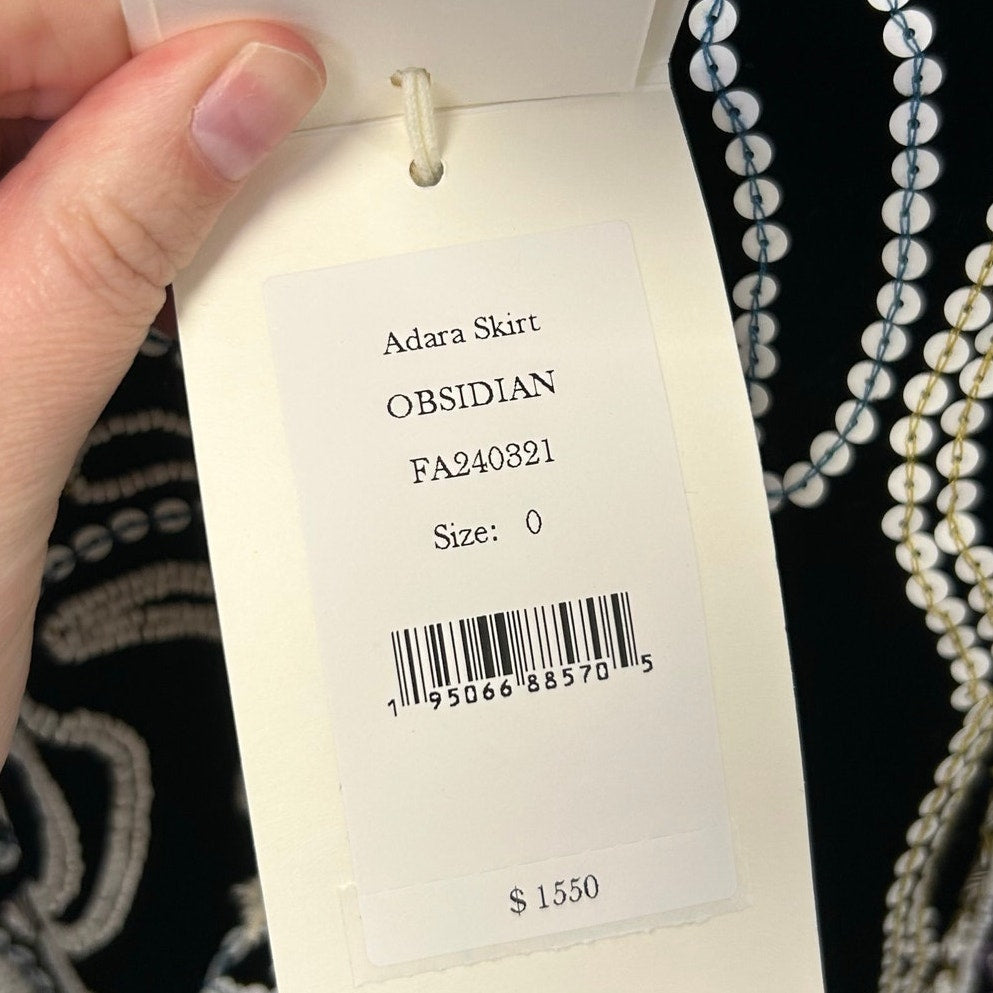 Adara Skirt
OBSIDIAN
FA240321
Size: 0
1 95066 88570 5
$ 1550